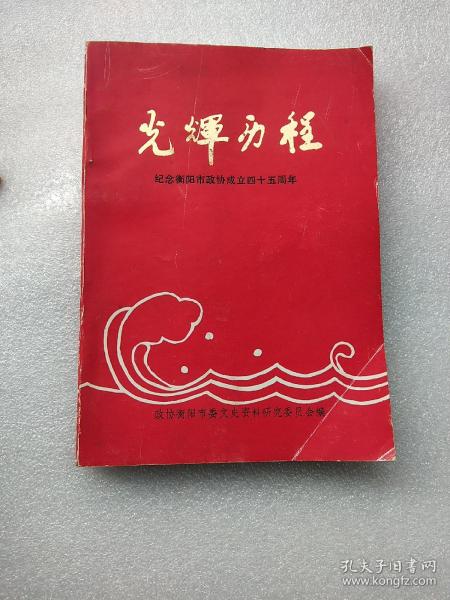 光輝历程
纪念衡阳市政协成立四十五周年
政协衡阳市委文史资料研究委员会编
孔夫子旧书网
www.kongfz.com